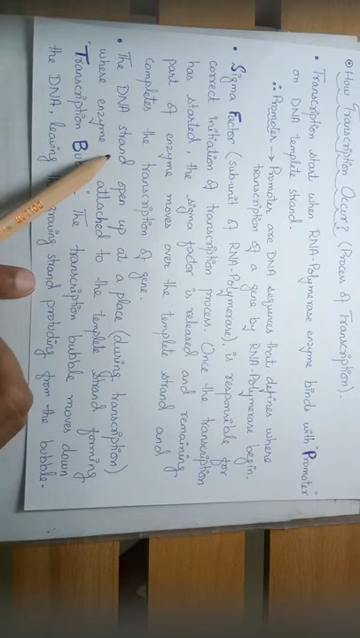 ⊙ How Transcription Occur? (Process of Transcription).
• Transcription start when RNA-Polymerase enzyme binds with "Promoter"
on DNA template strand.
∴ Promoter → Promoter are DNA sequences that defines where
transcription of a gene by RNA-Polymerase begin.
• Sigma Factor (subunit of RNA-Polymerase), is responsible for
correct initiation of transcription process. Once the transcription
has started, the sigma factor is released and remaining
part of enzyme moves over the template strand and
completes the transcription of gene.
• The DNA strand open up at a place (during transcription)
where enzyme attached to the template strand forming
"Transcription Bu The transcription bubble moves down
the DNA, leaving growing strand protoding from the bubble.